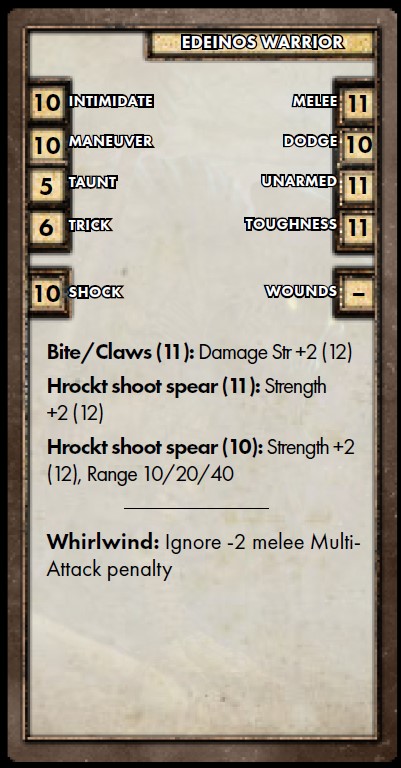 EDEINOS WARRIOR
10 INTIMIDATE MELEE 11
10 MANEUVER DODGE 10
5 TAUNT UNARMED 11
6 TRICK TOUGHNESS 11
10 SHOCK WOUNDS –
Bite/Claws (11): Damage Str +2 (12)
Hrockt shoot spear (11): Strength
+2 (12)
Hrockt shoot spear (10): Strength +2
(12), Range 10/20/40
Whirlwind: Ignore -2 melee Multi-
Attack penalty